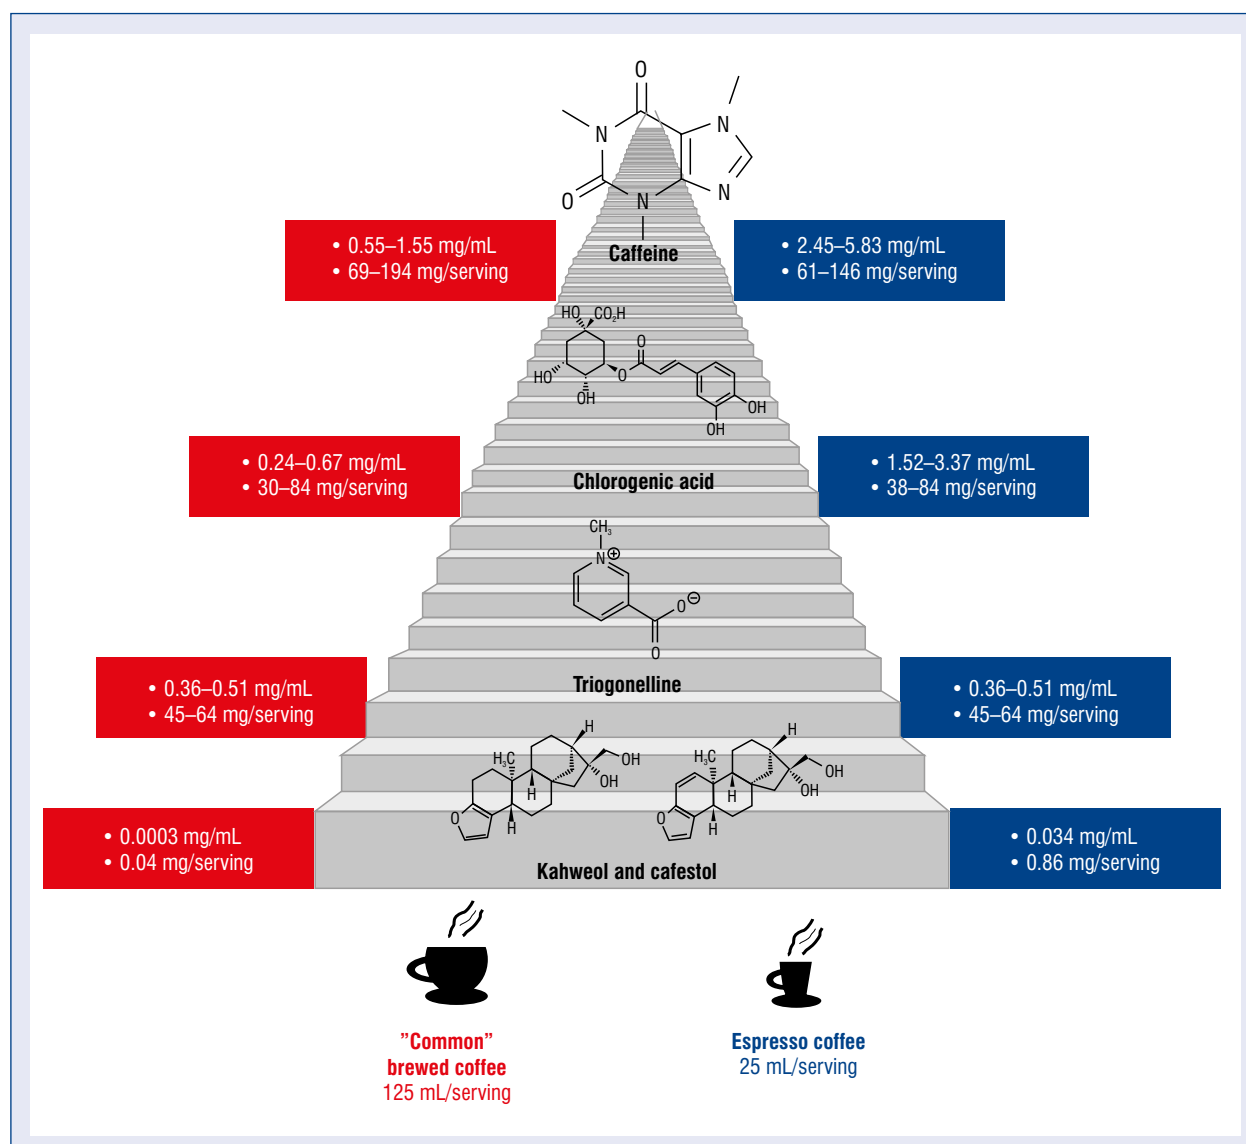 O
N
N
O
N
N
• 0.55–1.55 mg/mL
• 69–194 mg/serving
Caffeine
• 2.45–5.83 mg/mL
• 61–146 mg/serving
HO
CO₂H
O
HO
O
OH
OH
OH
• 0.24–0.67 mg/mL
• 30–84 mg/serving
Chlorogenic acid
• 1.52–3.37 mg/mL
• 38–84 mg/serving
CH₃
N⊕
O⊖
O
• 0.36–0.51 mg/mL
• 45–64 mg/serving
Triogonelline
• 0.36–0.51 mg/mL
• 45–64 mg/serving
H
H₃C
OH
OH
H
O
H
H
H₃C
OH
OH
H
O
H
• 0.0003 mg/mL
• 0.04 mg/serving
Kahweol and cafestol
• 0.034 mg/mL
• 0.86 mg/serving
”Common”
brewed coffee
125 mL/serving
Espresso coffee
25 mL/serving